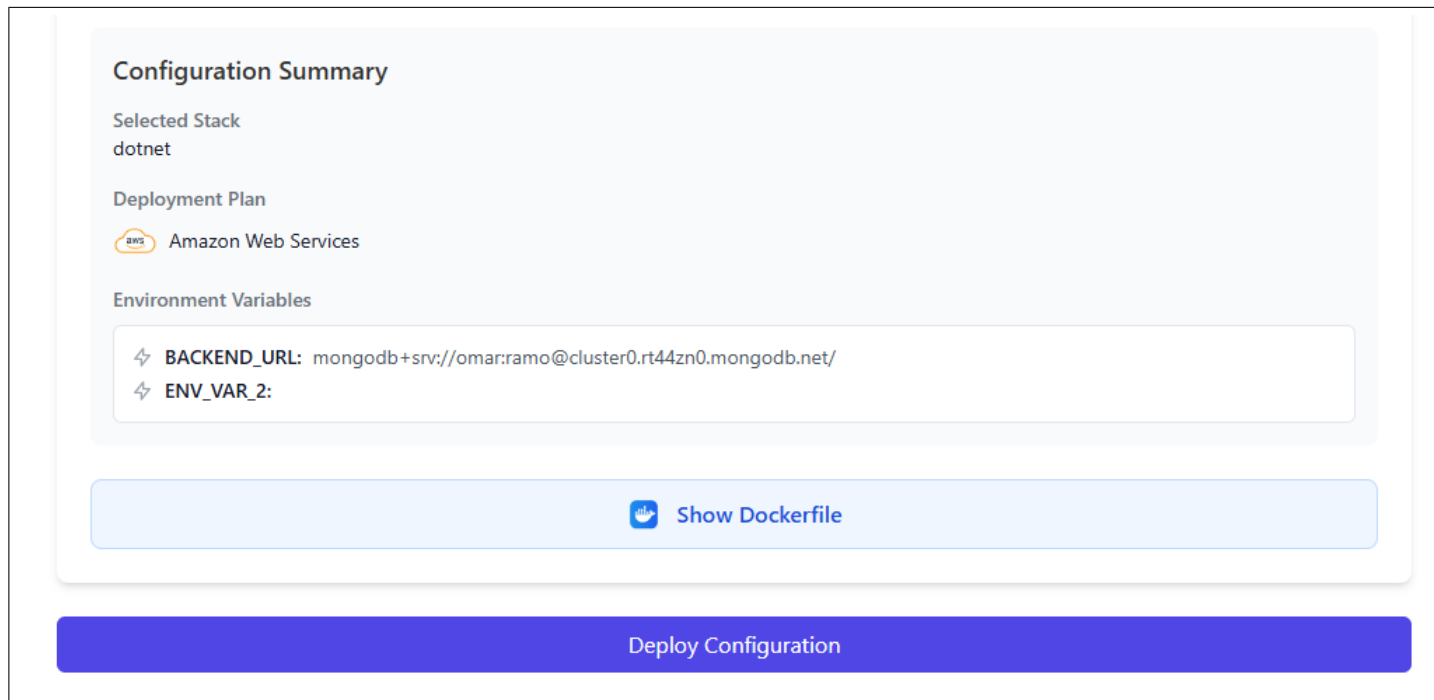 Configuration Summary
Selected Stack
dotnet
Deployment Plan
aws Amazon Web Services
Environment Variables
BACKEND_URL: mongodb+srv://omar:ramo@cluster0.rt44zn0.mongodb.net/
ENV_VAR_2:
Show Dockerfile
Deploy Configuration